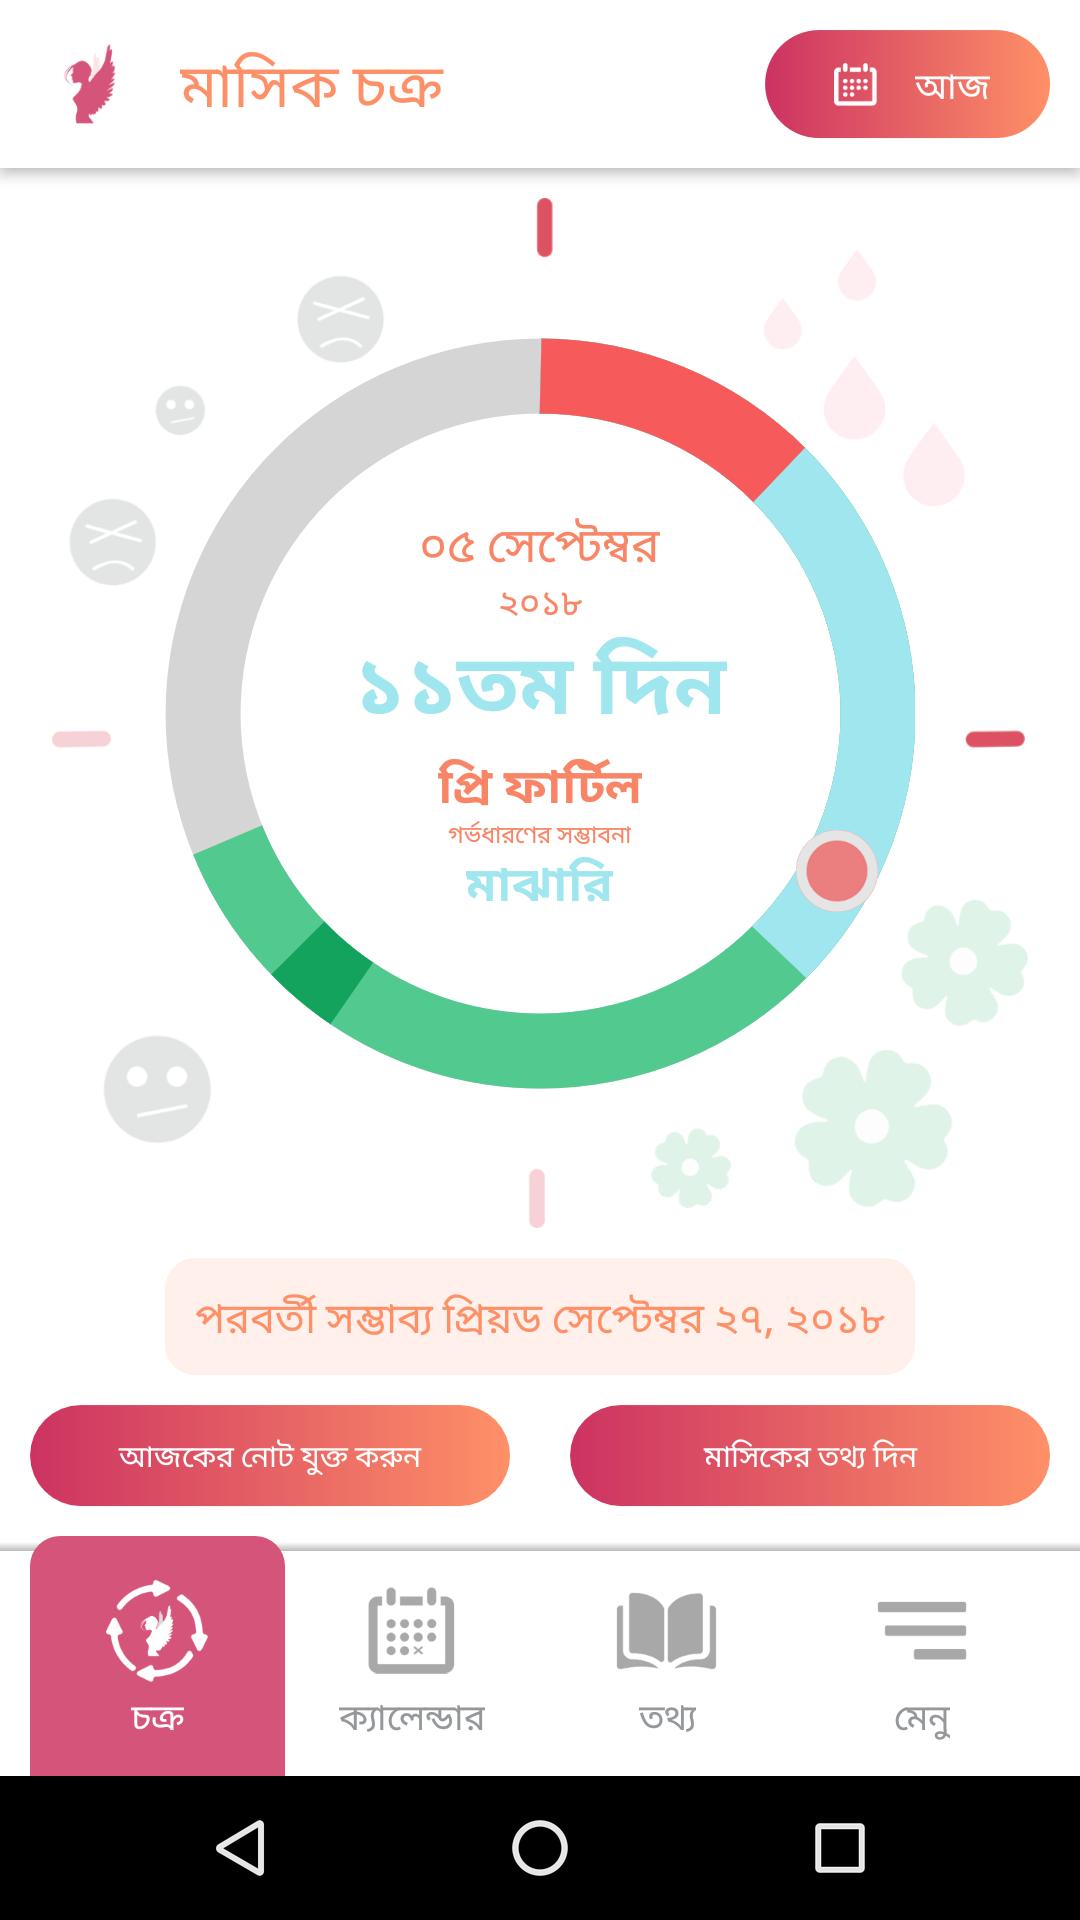 মাসিক চক্র
আজ
০৫ সেপ্টেম্বর
২০১৮
১১তম দিন
প্রি ফার্টিল
গর্ভধারণের সম্ভাবনা
মাঝারি
পরবর্তী সম্ভাব্য প্রিয়ড সেপ্টেম্বর ২৭, ২০১৮
আজকের নোট যুক্ত করুন
মাসিকের তথ্য দিন
চক্র
ক্যালেন্ডার
তথ্য
মেনু